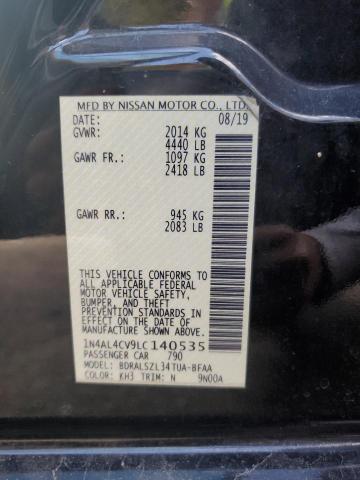 MFD BY NISSAN MOTOR CO., LTD.
DATE: 08/19
GVWR: 2014 KG
4440 LB
GAWR FR: 1097 KG
2418 LB
GAWR RR: 945 KG
2083 LB
THIS VEHICLE CONFORMS TO
ALL APPLICABLE FEDERAL
MOTOR VEHICLE SAFETY,
BUMPER, AND THEFT
PREVENTION STANDARDS IN
EFFECT ON THE DATE OF
MANUFACTURE SHOWN ABOVE.
1N4AL4CV9LC140535
PASSENGER CAR 790
MODEL: BDRALSZL34TUA-BFAA
COLOR: KH3 TRIM: N 9N00A